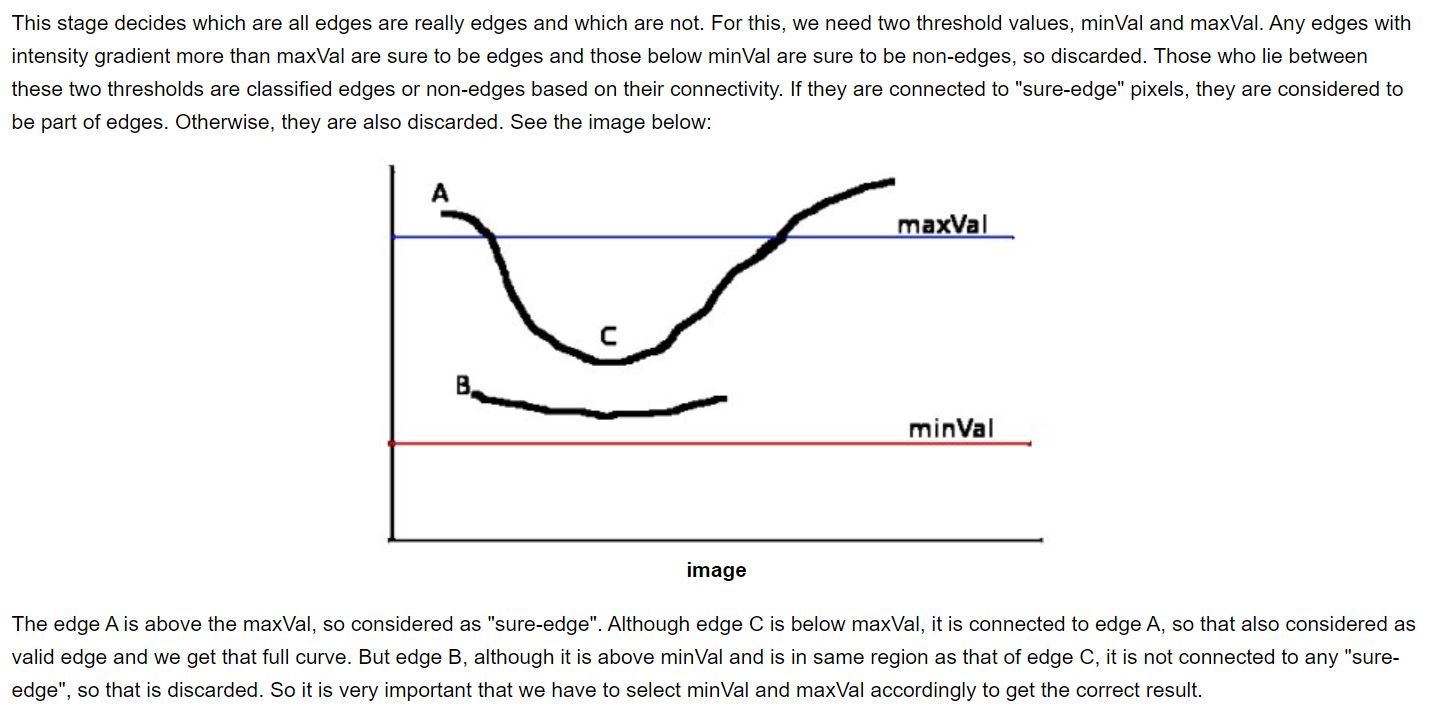 This stage decides which are all edges are really edges and which are not. For this, we need two threshold values, minVal and maxVal. Any edges with
intensity gradient more than maxVal are sure to be edges and those below minVal are sure to be non-edges, so discarded. Those who lie between
these two thresholds are classified edges or non-edges based on their connectivity. If they are connected to "sure-edge" pixels, they are considered to
be part of edges. Otherwise, they are also discarded. See the image below:
A
maxVal
C
B
minVal
image
The edge A is above the maxVal, so considered as "sure-edge". Although edge C is below maxVal, it is connected to edge A, so that also considered as
valid edge and we get that full curve. But edge B, although it is above minVal and is in same region as that of edge C, it is not connected to any "sure-
edge", so that is discarded. So it is very important that we have to select minVal and maxVal accordingly to get the correct result.